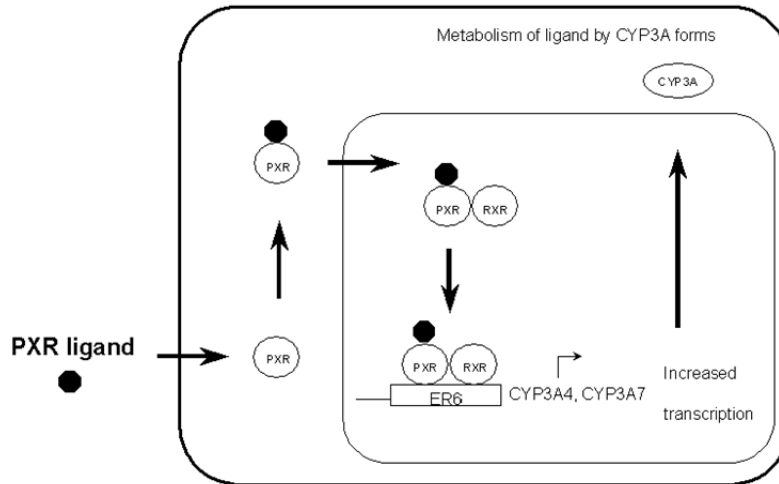 Metabolism of ligand by CYP3A forms
CYP3A
PXR
PXR
RXR
PXR ligand
PXR
PXR
RXR
ER6
CYP3A4, CYP3A7
Increased
transcription